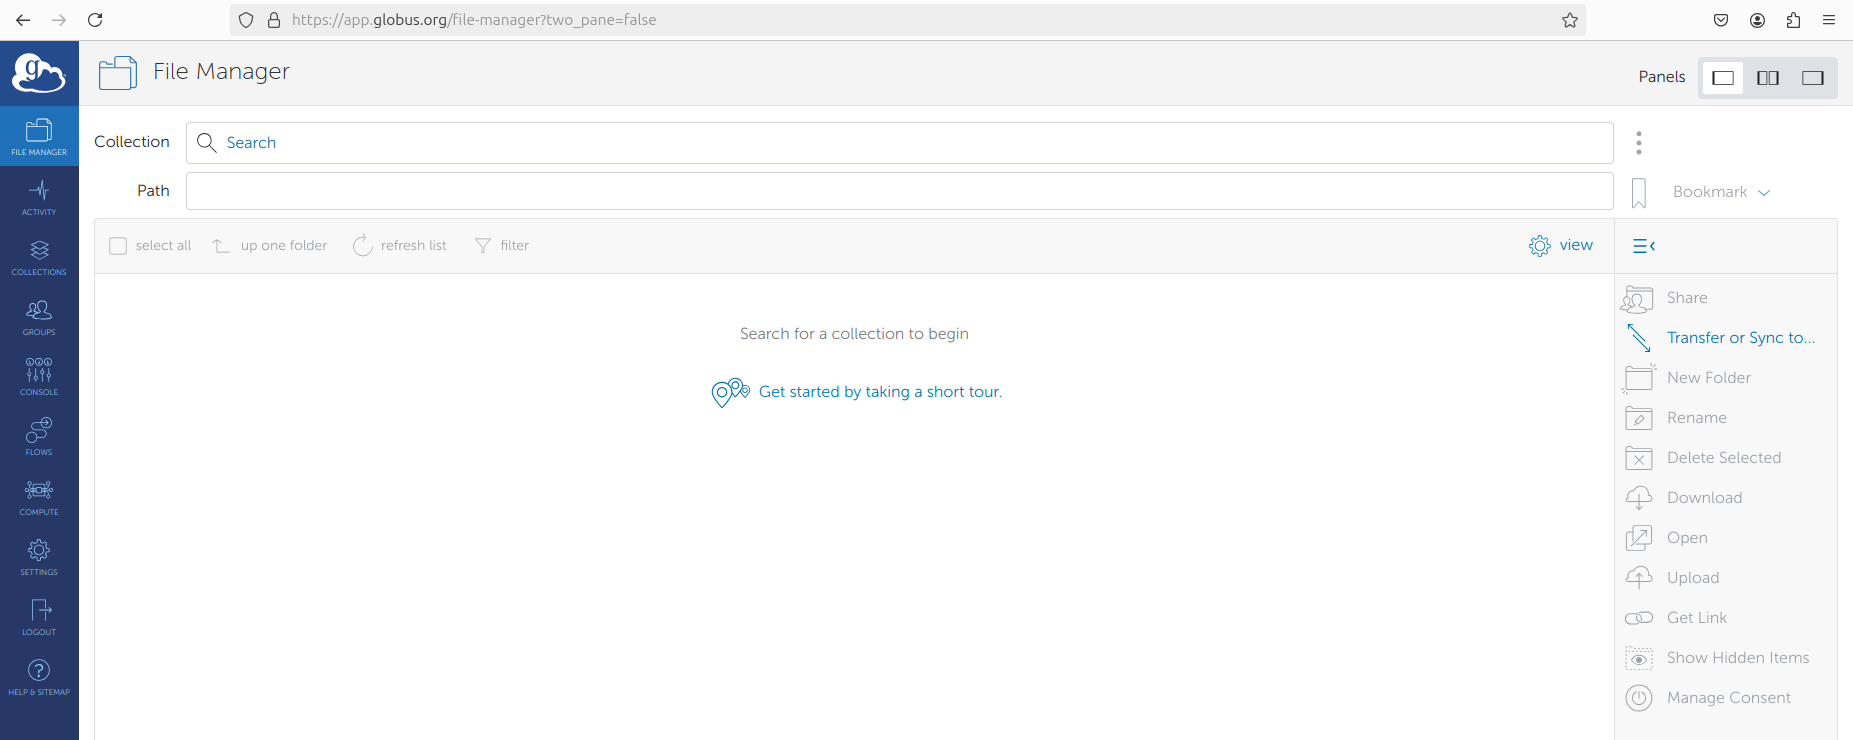 https://app.globus.org/file-manager?two_pane=false
g
File Manager
Panels
FILE MANAGER
ACTIVITY
COLLECTIONS
GROUPS
CONSOLE
FLOWS
COMPUTE
SETTINGS
LOGOUT
?
HELP & SITEMAP
Collection
Search
Path
Bookmark
select all
up one folder
refresh list
filter
view
Search for a collection to begin
Get started by taking a short tour.
Share
Transfer or Sync to...
New Folder
Rename
Delete Selected
Download
Open
Upload
Get Link
Show Hidden Items
Manage Consent